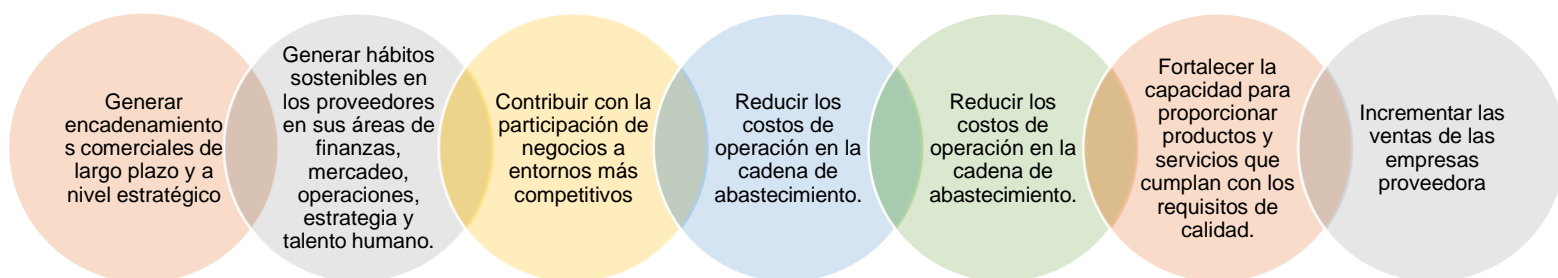 Generar
encadenamiento
s comerciales de
largo plazo y a
nivel estratégico
Generar hábitos
sostenibles en
los proveedores
en sus áreas de
finanzas,
mercadeo,
operaciones,
estrategia y
talento humano.
Contribuir con la
participación de
negocios a
entornos más
competitivos
Reducir los
costos de
operación en la
cadena de
abastecimiento.
Reducir los
costos de
operación en la
cadena de
abastecimiento.
Fortalecer la
capacidad para
proporcionar
productos y
servicios que
cumplan con los
requisitos de
calidad.
Incrementar las
ventas de las
empresas
proveedora